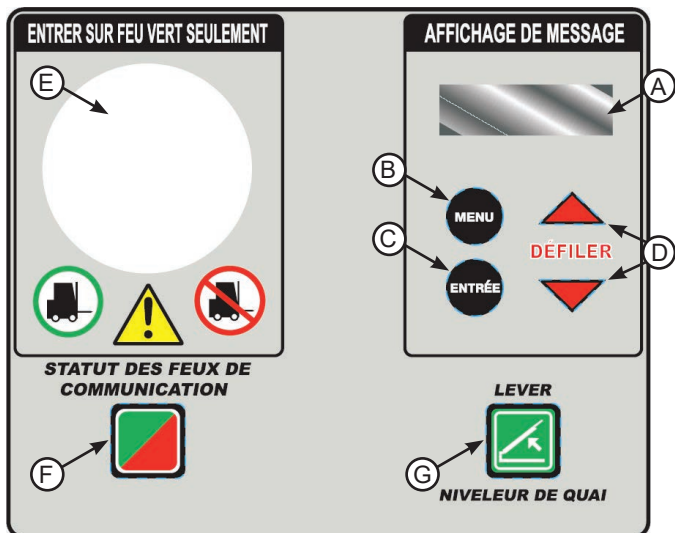 ENTRER SUR FEU VERT SEULEMENT
E
STATUT DES FEUX DE
COMMUNICATION
F
AFFICHAGE DE MESSAGE
A
B
MENU
C
DÉFILER
D
ENTRÉE
LEVER
G
NIVELEUR DE QUAI